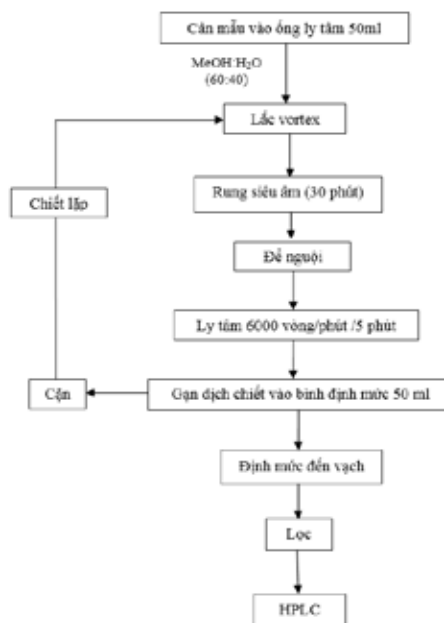 Cân mẫu vào ống ly tâm 50ml
MeOH:H₂O
(60:40)
Lắc vortex
Chiết lặp
Rung siêu âm (30 phút)
Để nguội
Ly tâm 6000 vòng/phút /5 phút
Cặn
Gạn dịch chiết vào bình định mức 50 ml
Định mức đến vạch
Lọc
HPLC